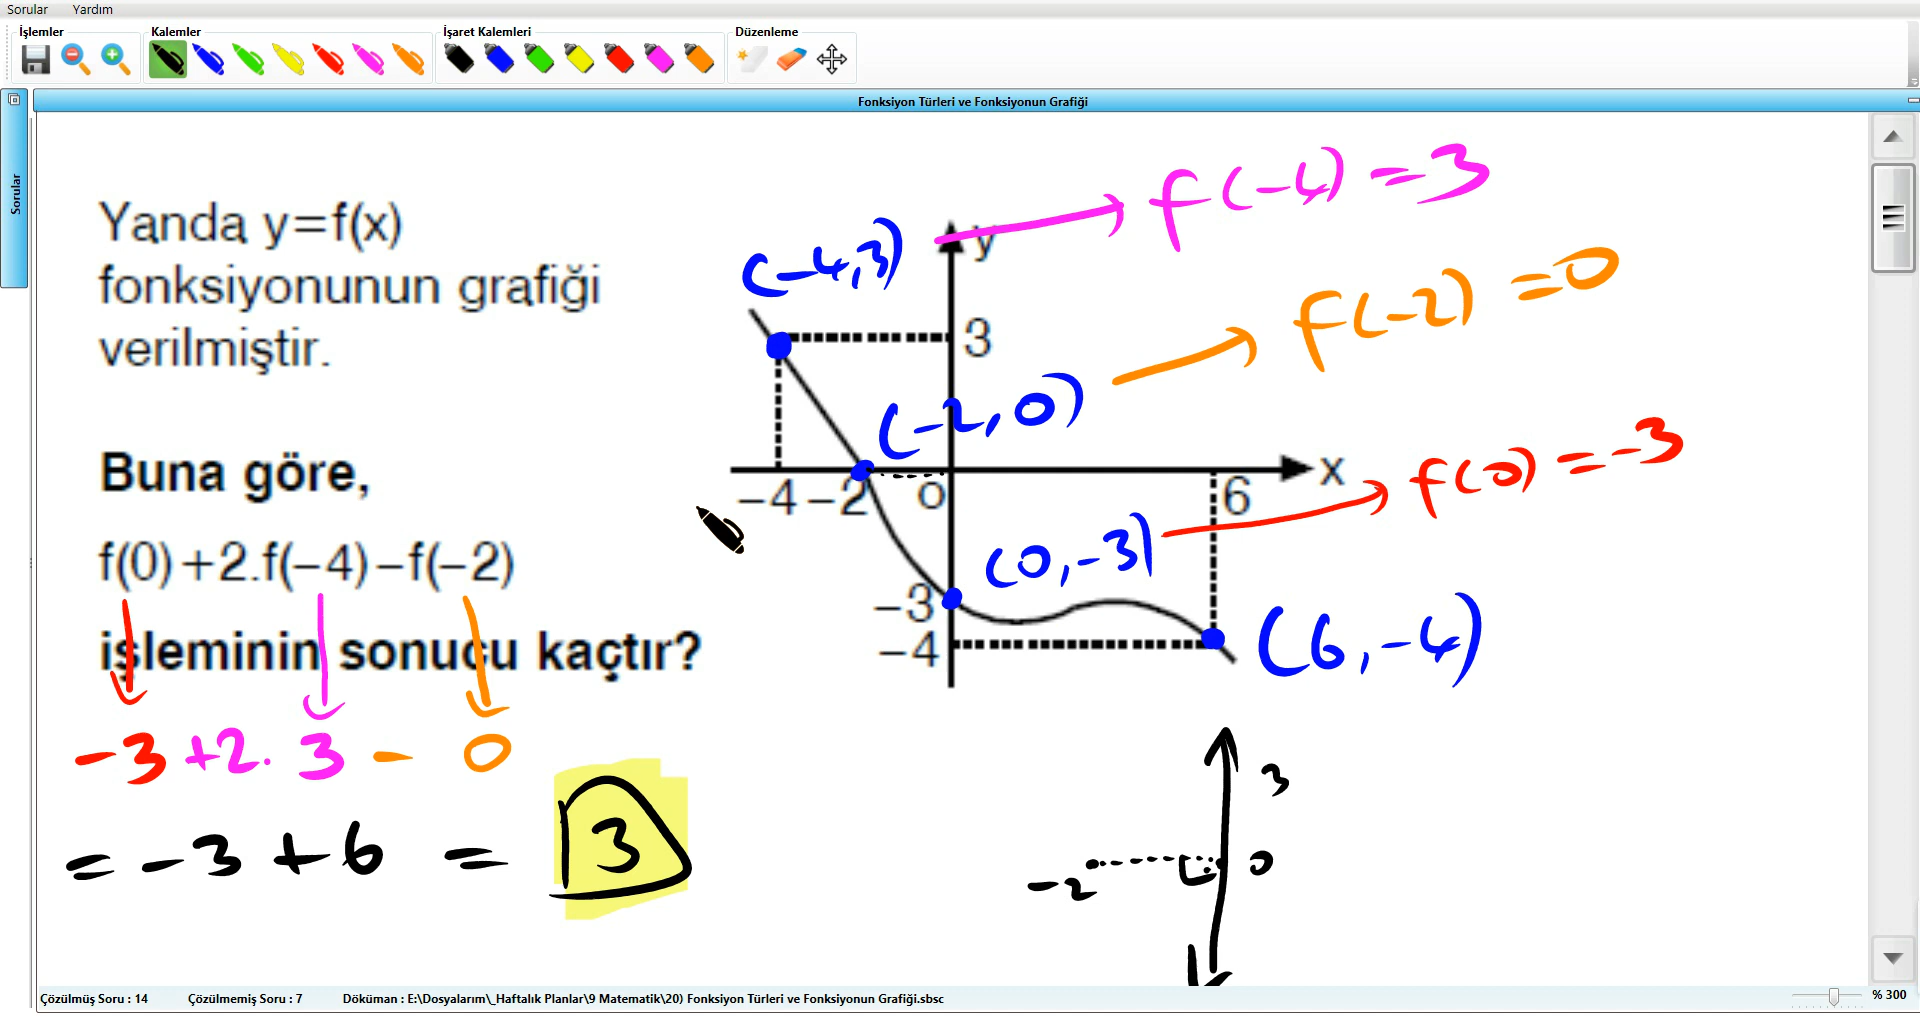 Sorular Yardım
İşlemler Kalemler İşaret Kalemleri Düzenleme
Fonksiyon Türleri ve Fonksiyonun Grafiği
Sorular
Yanda y=f(x)
fonksiyonunun grafiği
verilmiştir.
Buna göre,
f(0)+2.f(−4)−f(−2)
işleminin sonucu kaçtır?
-3 +2. 3 - 0
= -3 + 6 = 3
f(-4) = 3
(-4,3) y
f(-2) = 0
3
(-2,0)
f(0) = -3
x
−4 −2 0 6
(0,-3)
−3
−4
(6,-4)
3
0
-2
Çözülmüş Soru : 14 Çözülmemiş Soru : 7 Döküman : E:\Dosyalarım\_Haftalık Planlar\9 Matematik\20) Fonksiyon Türleri ve Fonksiyonun Grafiği.sbsc % 300